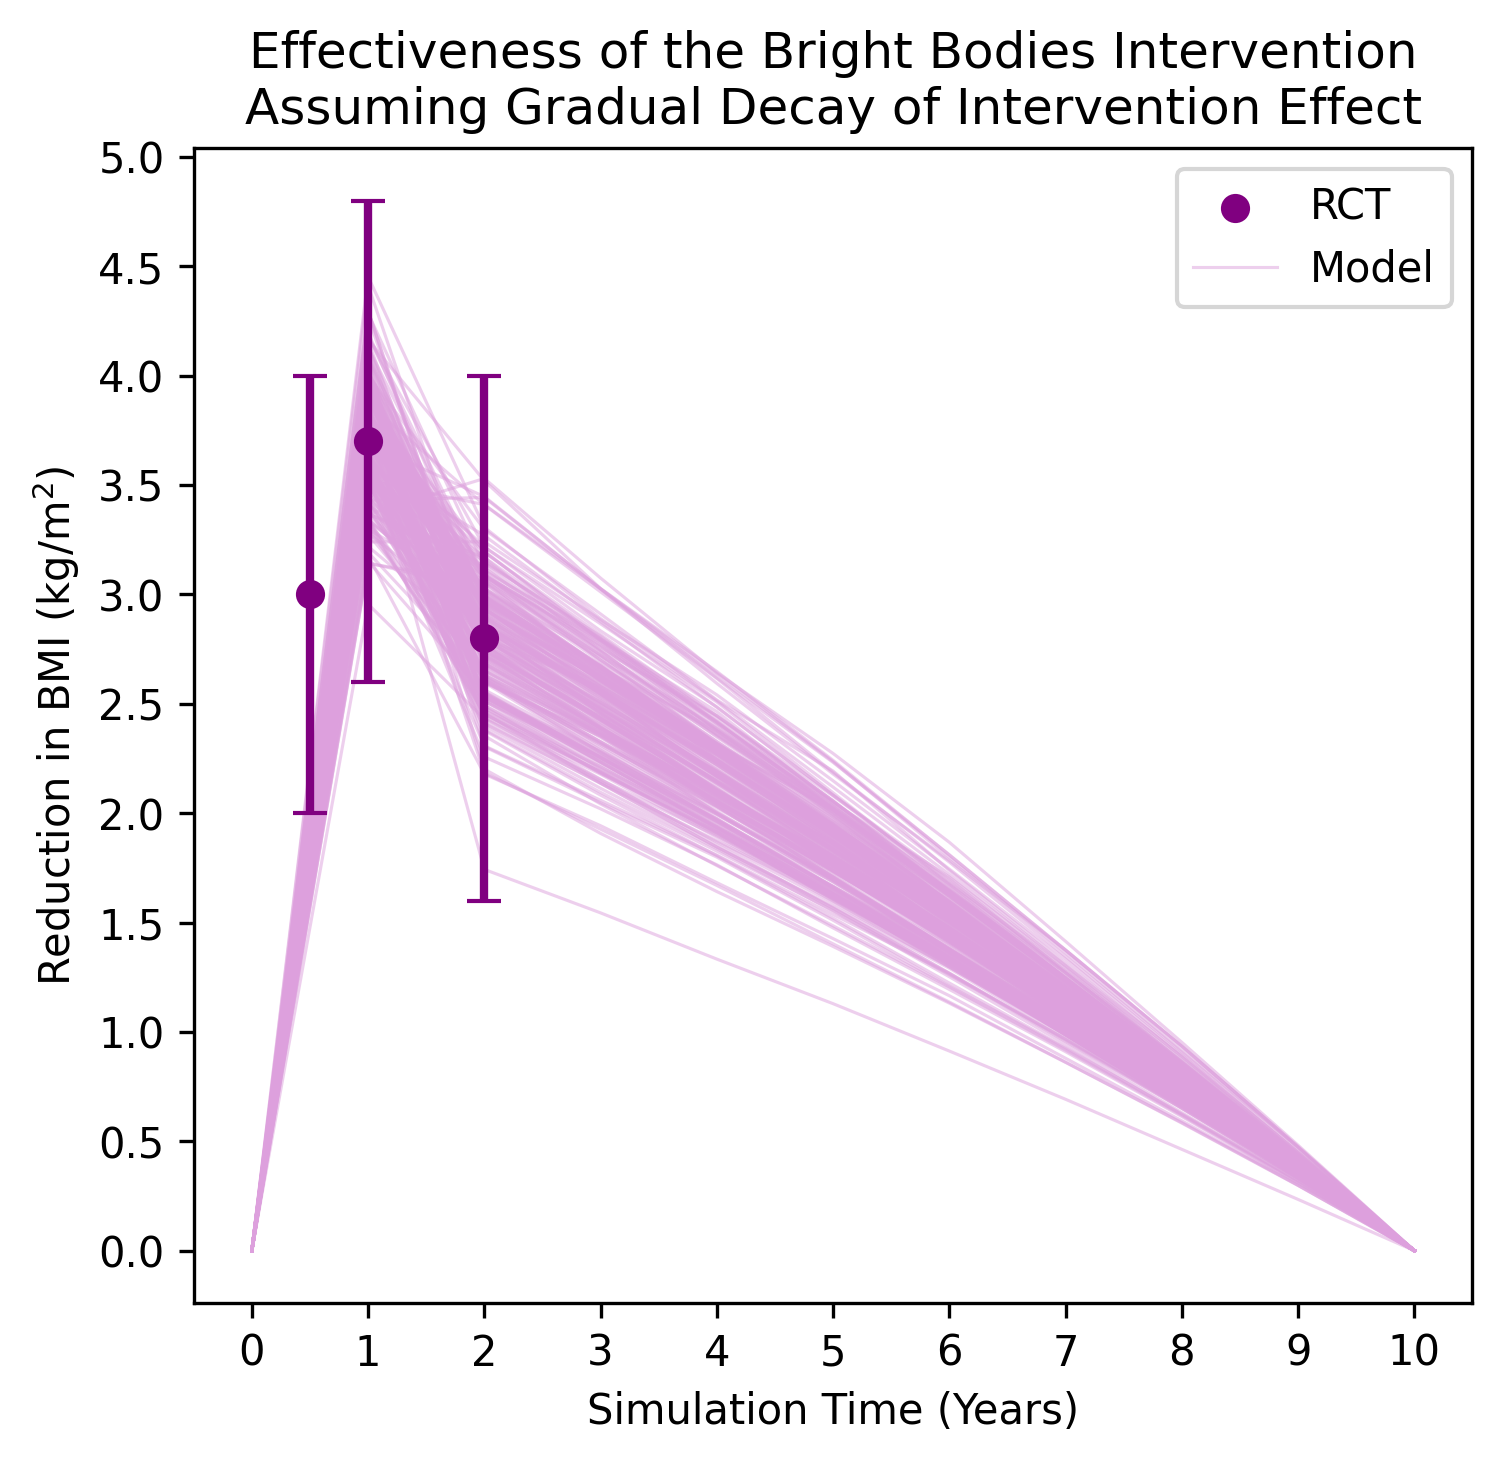 Effectiveness of the Bright Bodies Intervention
Assuming Gradual Decay of Intervention Effect
RCT
Model
Reduction in BMI (kg/m²)
5.0
4.5
4.0
3.5
3.0
2.5
2.0
1.5
1.0
0.5
0.0
0 1 2 3 4 5 6 7 8 9 10
Simulation Time (Years)